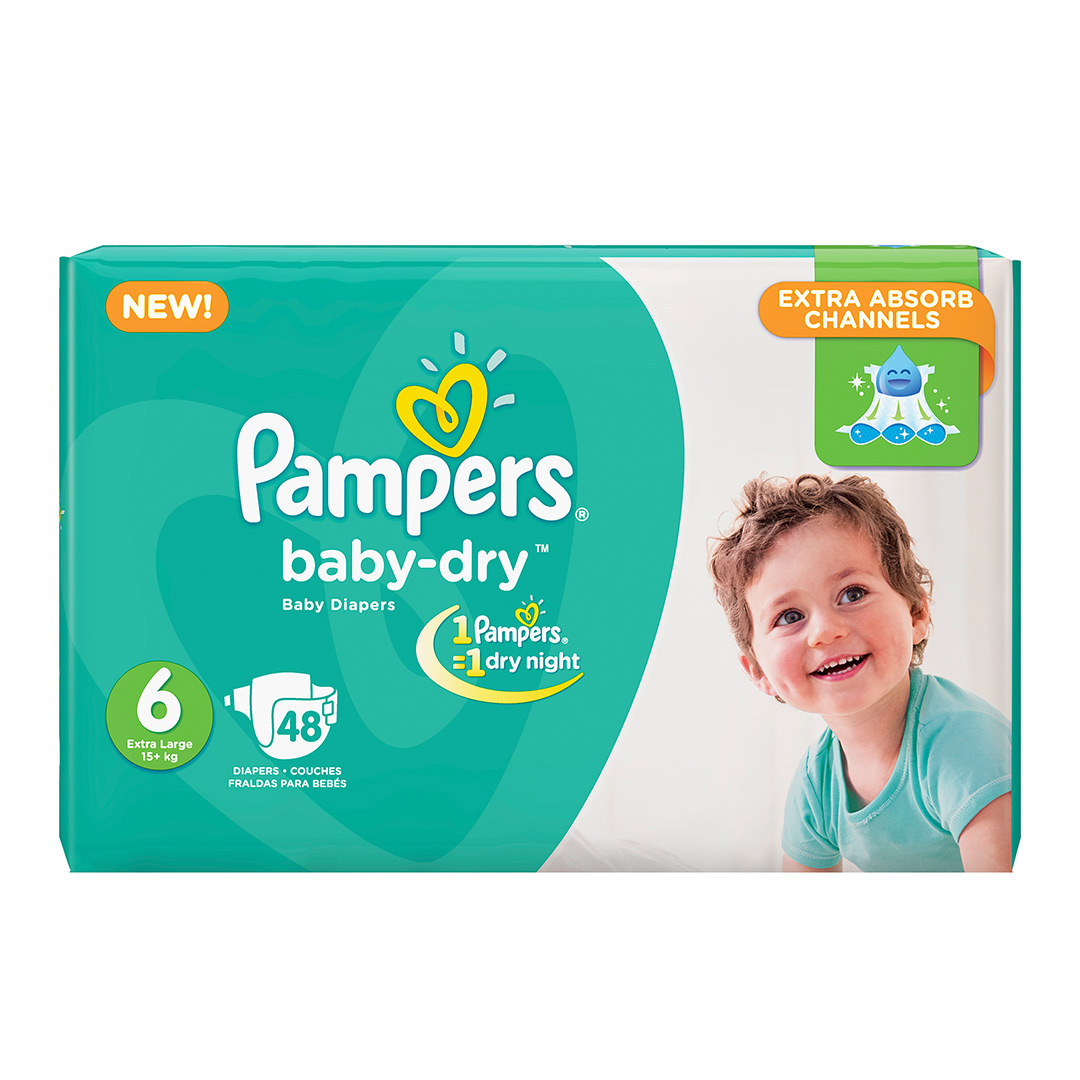 NEW!
EXTRA ABSORB
CHANNELS
Pampers®
baby-dry™
Baby Diapers
1 Pampers®
=1 dry night
6
Extra Large
15+ kg
48
DIAPERS • COUCHES
FRALDAS PARA BEBÉS